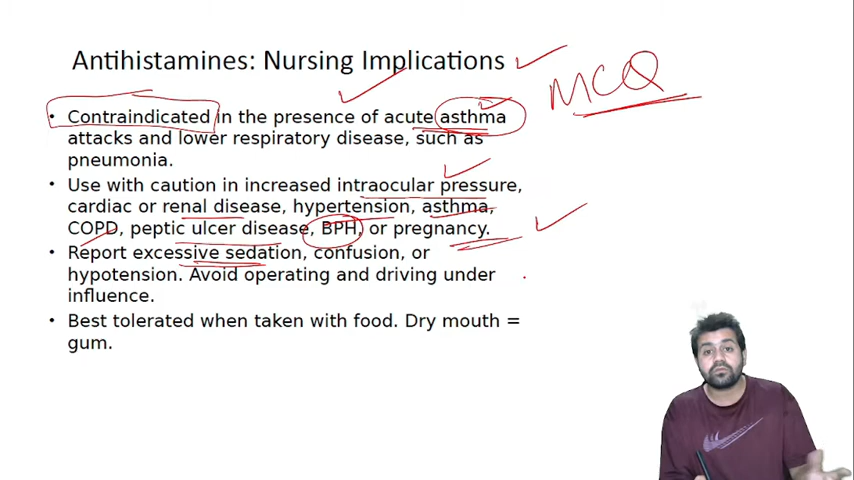 Antihistamines: Nursing Implications
MCQ
• Contraindicated in the presence of acute asthma
attacks and lower respiratory disease, such as
pneumonia.
• Use with caution in increased intraocular pressure,
cardiac or renal disease, hypertension, asthma,
COPD, peptic ulcer disease, BPH, or pregnancy.
• Report excessive sedation, confusion, or
hypotension. Avoid operating and driving under
influence.
• Best tolerated when taken with food. Dry mouth =
gum.